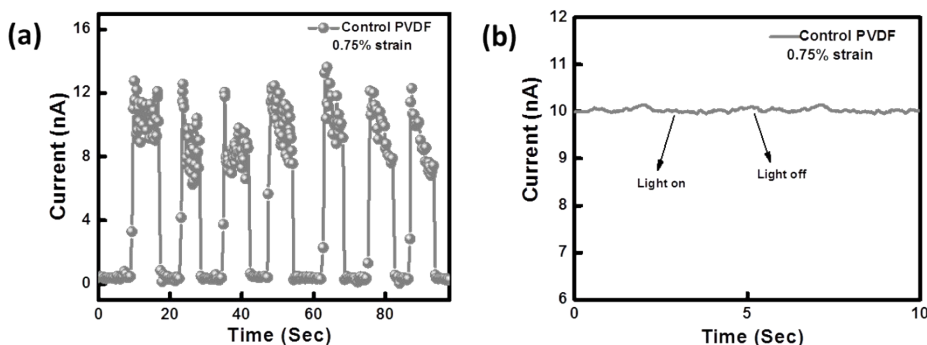 (a)
16
12
8
4
0
Current (nA)
Control PVDF
0.75% strain
0 20 40 60 80
Time (Sec)
(b)
12
11
10
9
8
7
6
Current (nA)
Control PVDF
0.75% strain
Light on
Light off
0 5 10
Time (Sec)